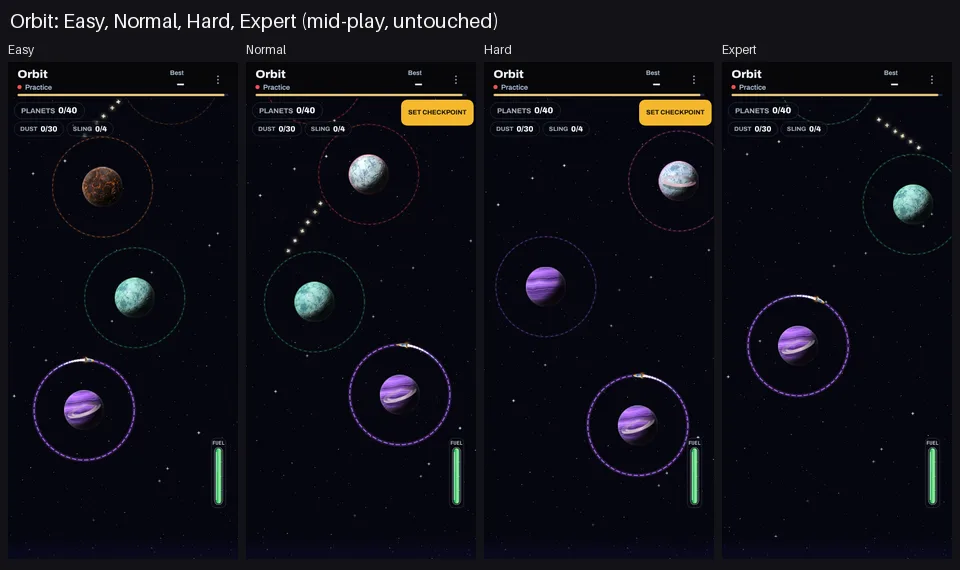 Orbit: Easy, Normal, Hard, Expert (mid-play, untouched)
Easy
Orbit
Practice
Best
–
PLANETS 0/40
DUST 0/30
SLING 0/4
FUEL
Normal
Orbit
Practice
Best
–
PLANETS 0/40
SET CHECKPOINT
DUST 0/30
SLING 0/4
FUEL
Hard
Orbit
Practice
Best
–
PLANETS 0/40
SET CHECKPOINT
DUST 0/30
SLING 0/4
FUEL
Expert
Orbit
Practice
Best
–
PLANETS 0/40
DUST 0/30
SLING 0/4
FUEL